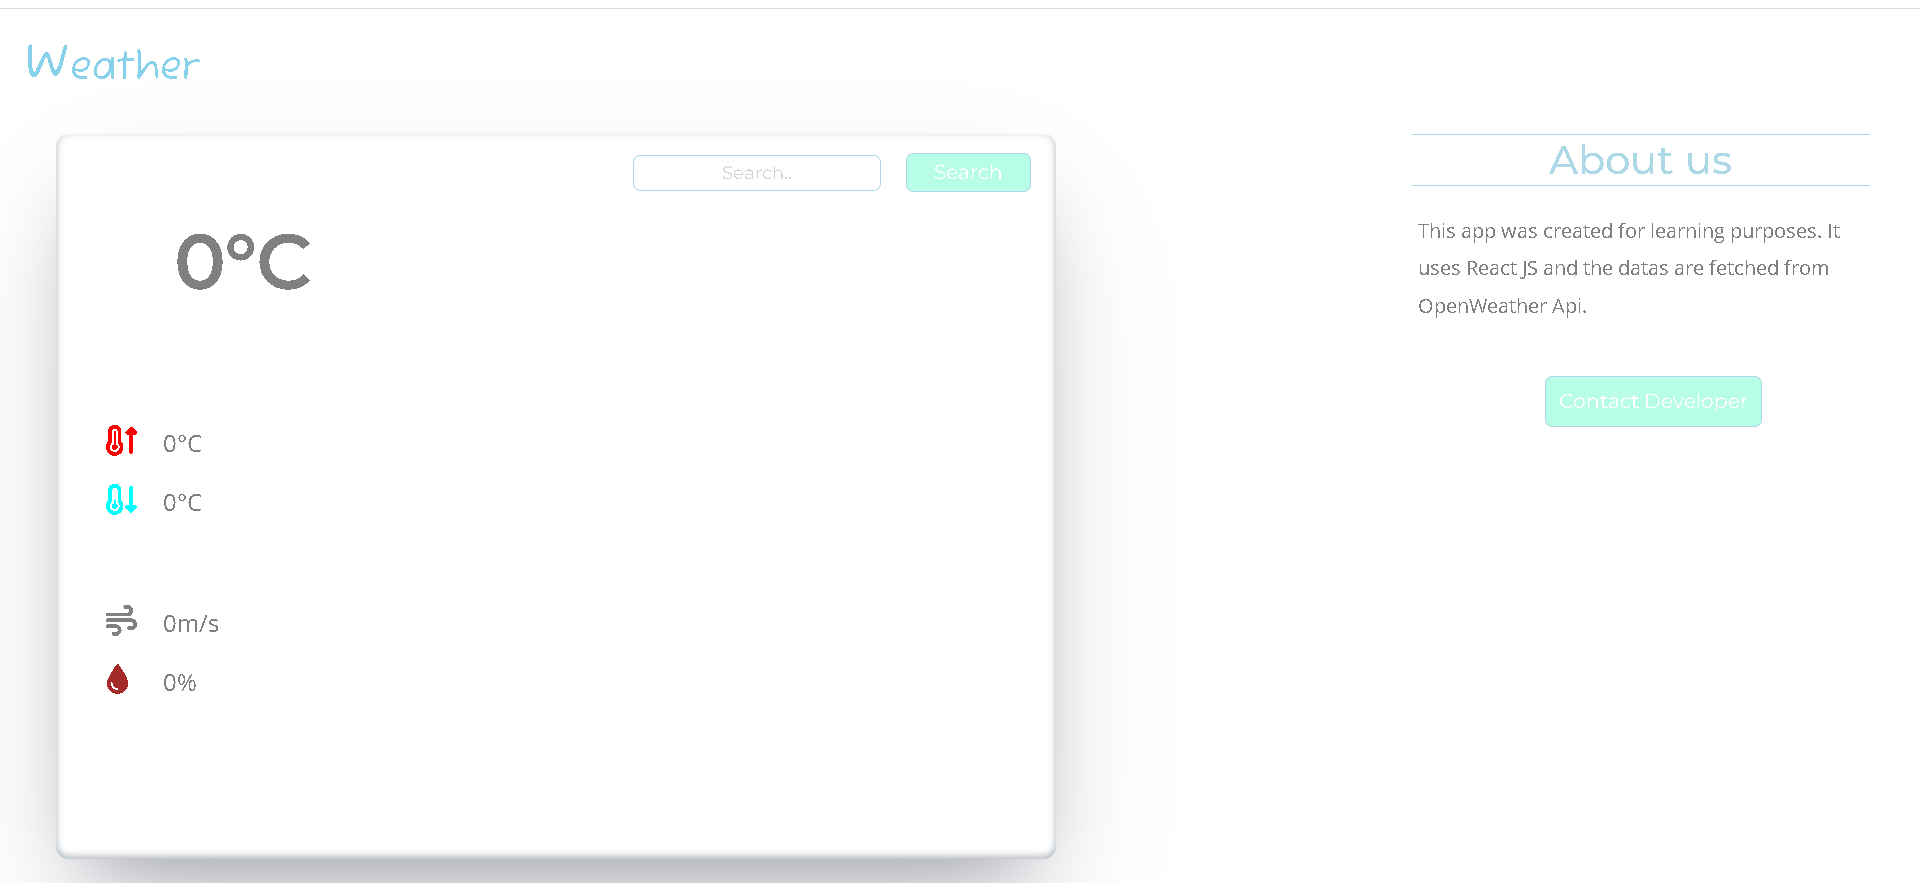 Weather
Search..
Search
0°C
0°C
0°C
0m/s
0%
About us
This app was created for learning purposes. It
uses React JS and the datas are fetched from
OpenWeather Api.
Contact Developer